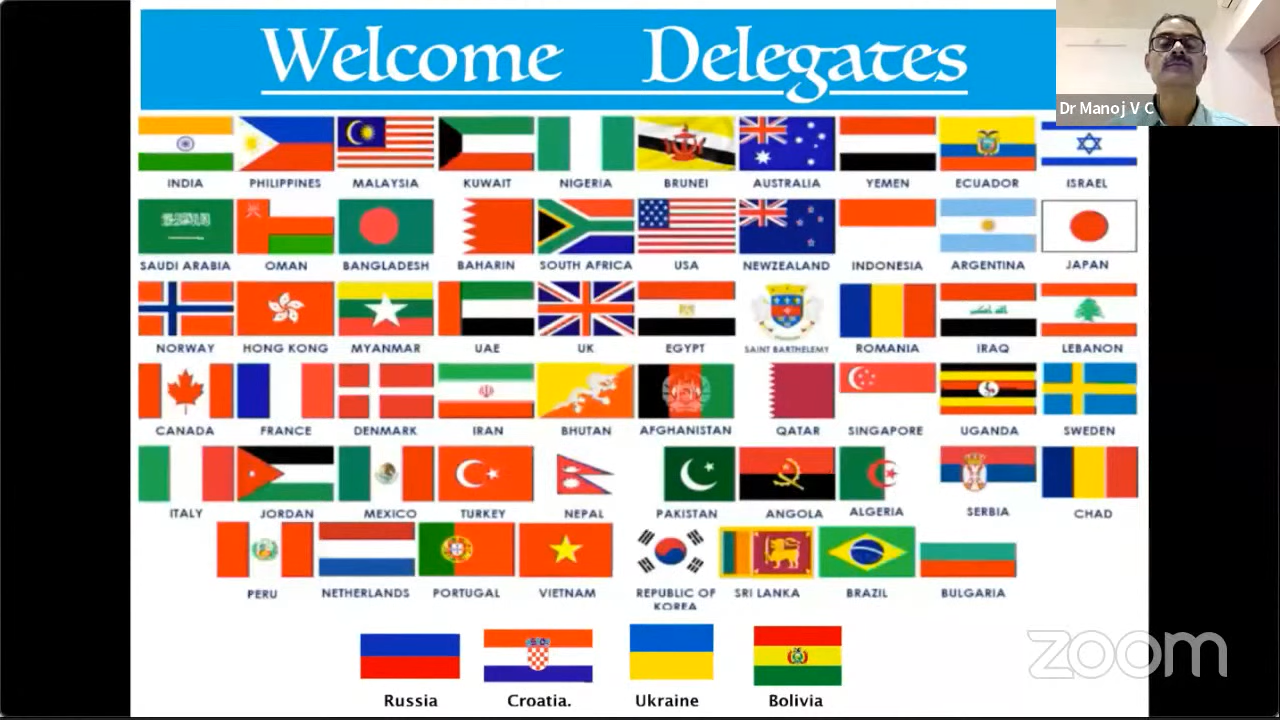 Welcome Delegates
Dr Manoj V C
INDIA PHILIPPINES MALAYSIA KUWAIT NIGERIA BRUNEI AUSTRALIA YEMEN ECUADOR ISRAEL
SAUDI ARABIA OMAN BANGLADESH BAHARIN SOUTH AFRICA USA NEWZEALAND INDONESIA ARGENTINA JAPAN
NORWAY HONG KONG MYANMAR UAE UK EGYPT SAINT BARTHELEMY ROMANIA IRAQ LEBANON
CANADA FRANCE DENMARK IRAN BHUTAN AFGHANISTAN QATAR SINGAPORE UGANDA SWEDEN
ITALY JORDAN MEXICO TURKEY NEPAL PAKISTAN ANGOLA ALGERIA SERBIA CHAD
PERU NETHERLANDS PORTUGAL VIETNAM REPUBLIC OF KOREA SRI LANKA BRAZIL BULGARIA
Russia Croatia. Ukraine Bolivia
zoom